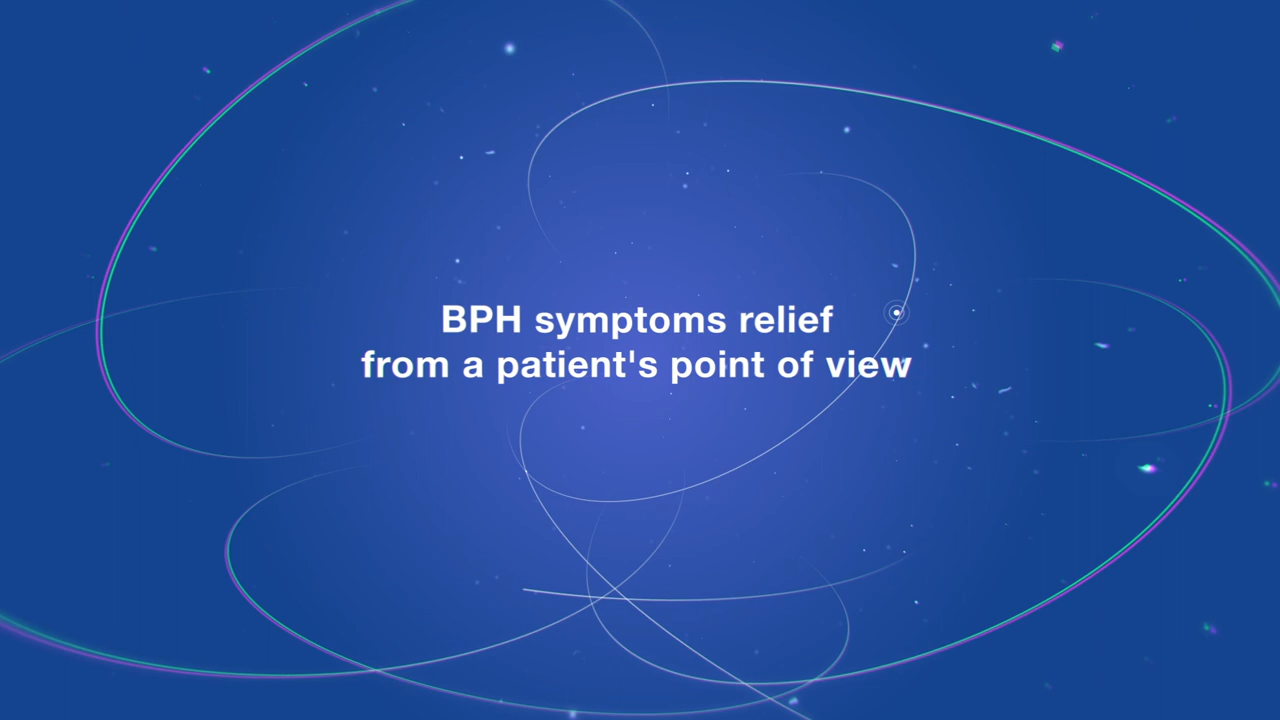 BPH symptoms relief
from a patient's point of view